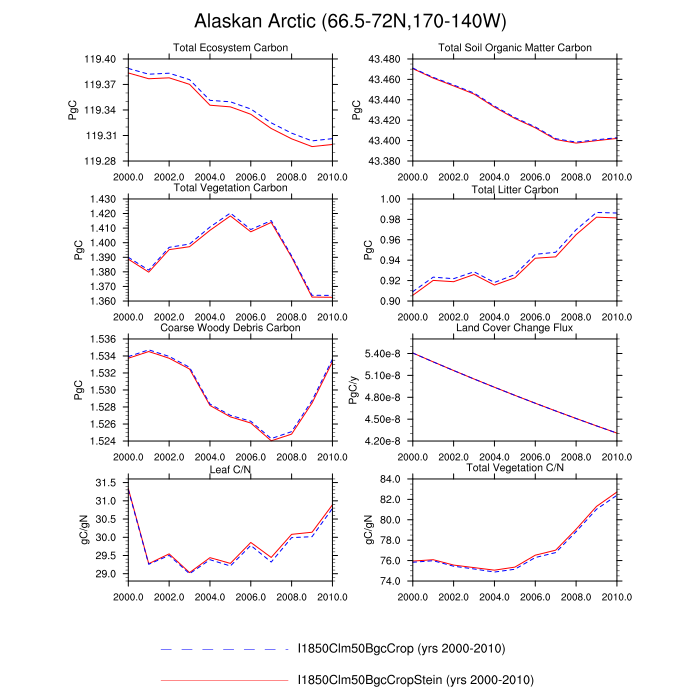 Alaskan Arctic (66.5-72N,170-140W)
Total Ecosystem Carbon
Total Soil Organic Matter Carbon
PgC
119.40
119.37
119.34
119.31
119.28
2000.0 2002.0 2004.0 2006.0 2008.0 2010.0
PgC
43.480
43.460
43.440
43.420
43.400
43.380
2000.0 2002.0 2004.0 2006.0 2008.0 2010.0
Total Vegetation Carbon
Total Litter Carbon
PgC
1.430
1.420
1.410
1.400
1.390
1.380
1.370
1.360
2000.0 2002.0 2004.0 2006.0 2008.0 2010.0
PgC
1.00
0.98
0.96
0.94
0.92
0.90
2000.0 2002.0 2004.0 2006.0 2008.0 2010.0
Coarse Woody Debris Carbon
Land Cover Change Flux
PgC
1.536
1.534
1.532
1.530
1.528
1.526
1.524
2000.0 2002.0 2004.0 2006.0 2008.0 2010.0
PgC/y
5.40e-8
5.10e-8
4.80e-8
4.50e-8
4.20e-8
2000.0 2002.0 2004.0 2006.0 2008.0 2010.0
Leaf C/N
Total Vegetation C/N
gC/gN
31.5
31.0
30.5
30.0
29.5
29.0
2000.0 2002.0 2004.0 2006.0 2008.0 2010.0
gC/gN
84.0
82.0
80.0
78.0
76.0
74.0
2000.0 2002.0 2004.0 2006.0 2008.0 2010.0
I1850Clm50BgcCrop (yrs 2000-2010)
I1850Clm50BgcCropStein (yrs 2000-2010)